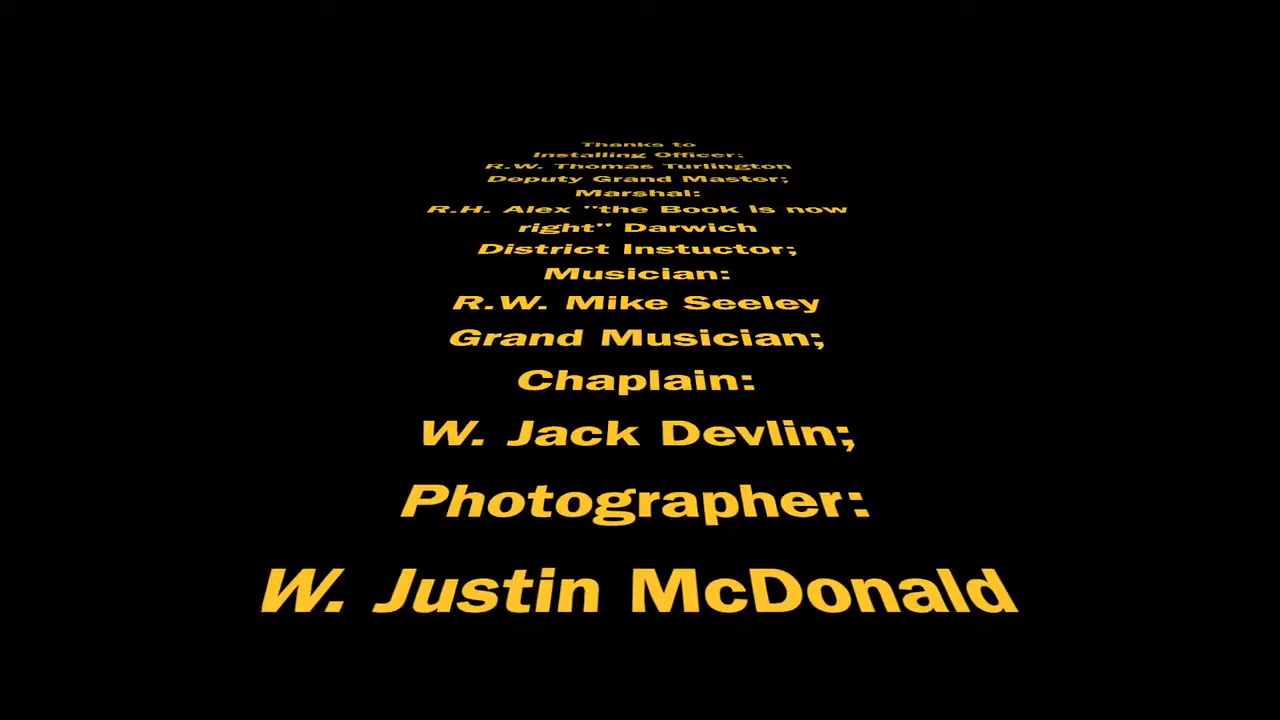 Thanks to
Installing Officer:
R.W. Thomas Turlington
Deputy Grand Master;
Marshal:
R.H. Alex "the Book is now
right" Darwich
District Instuctor;
Musician:
R.W. Mike Seeley
Grand Musician;
Chaplain:
W. Jack Devlin;
Photographer:
W. Justin McDonald